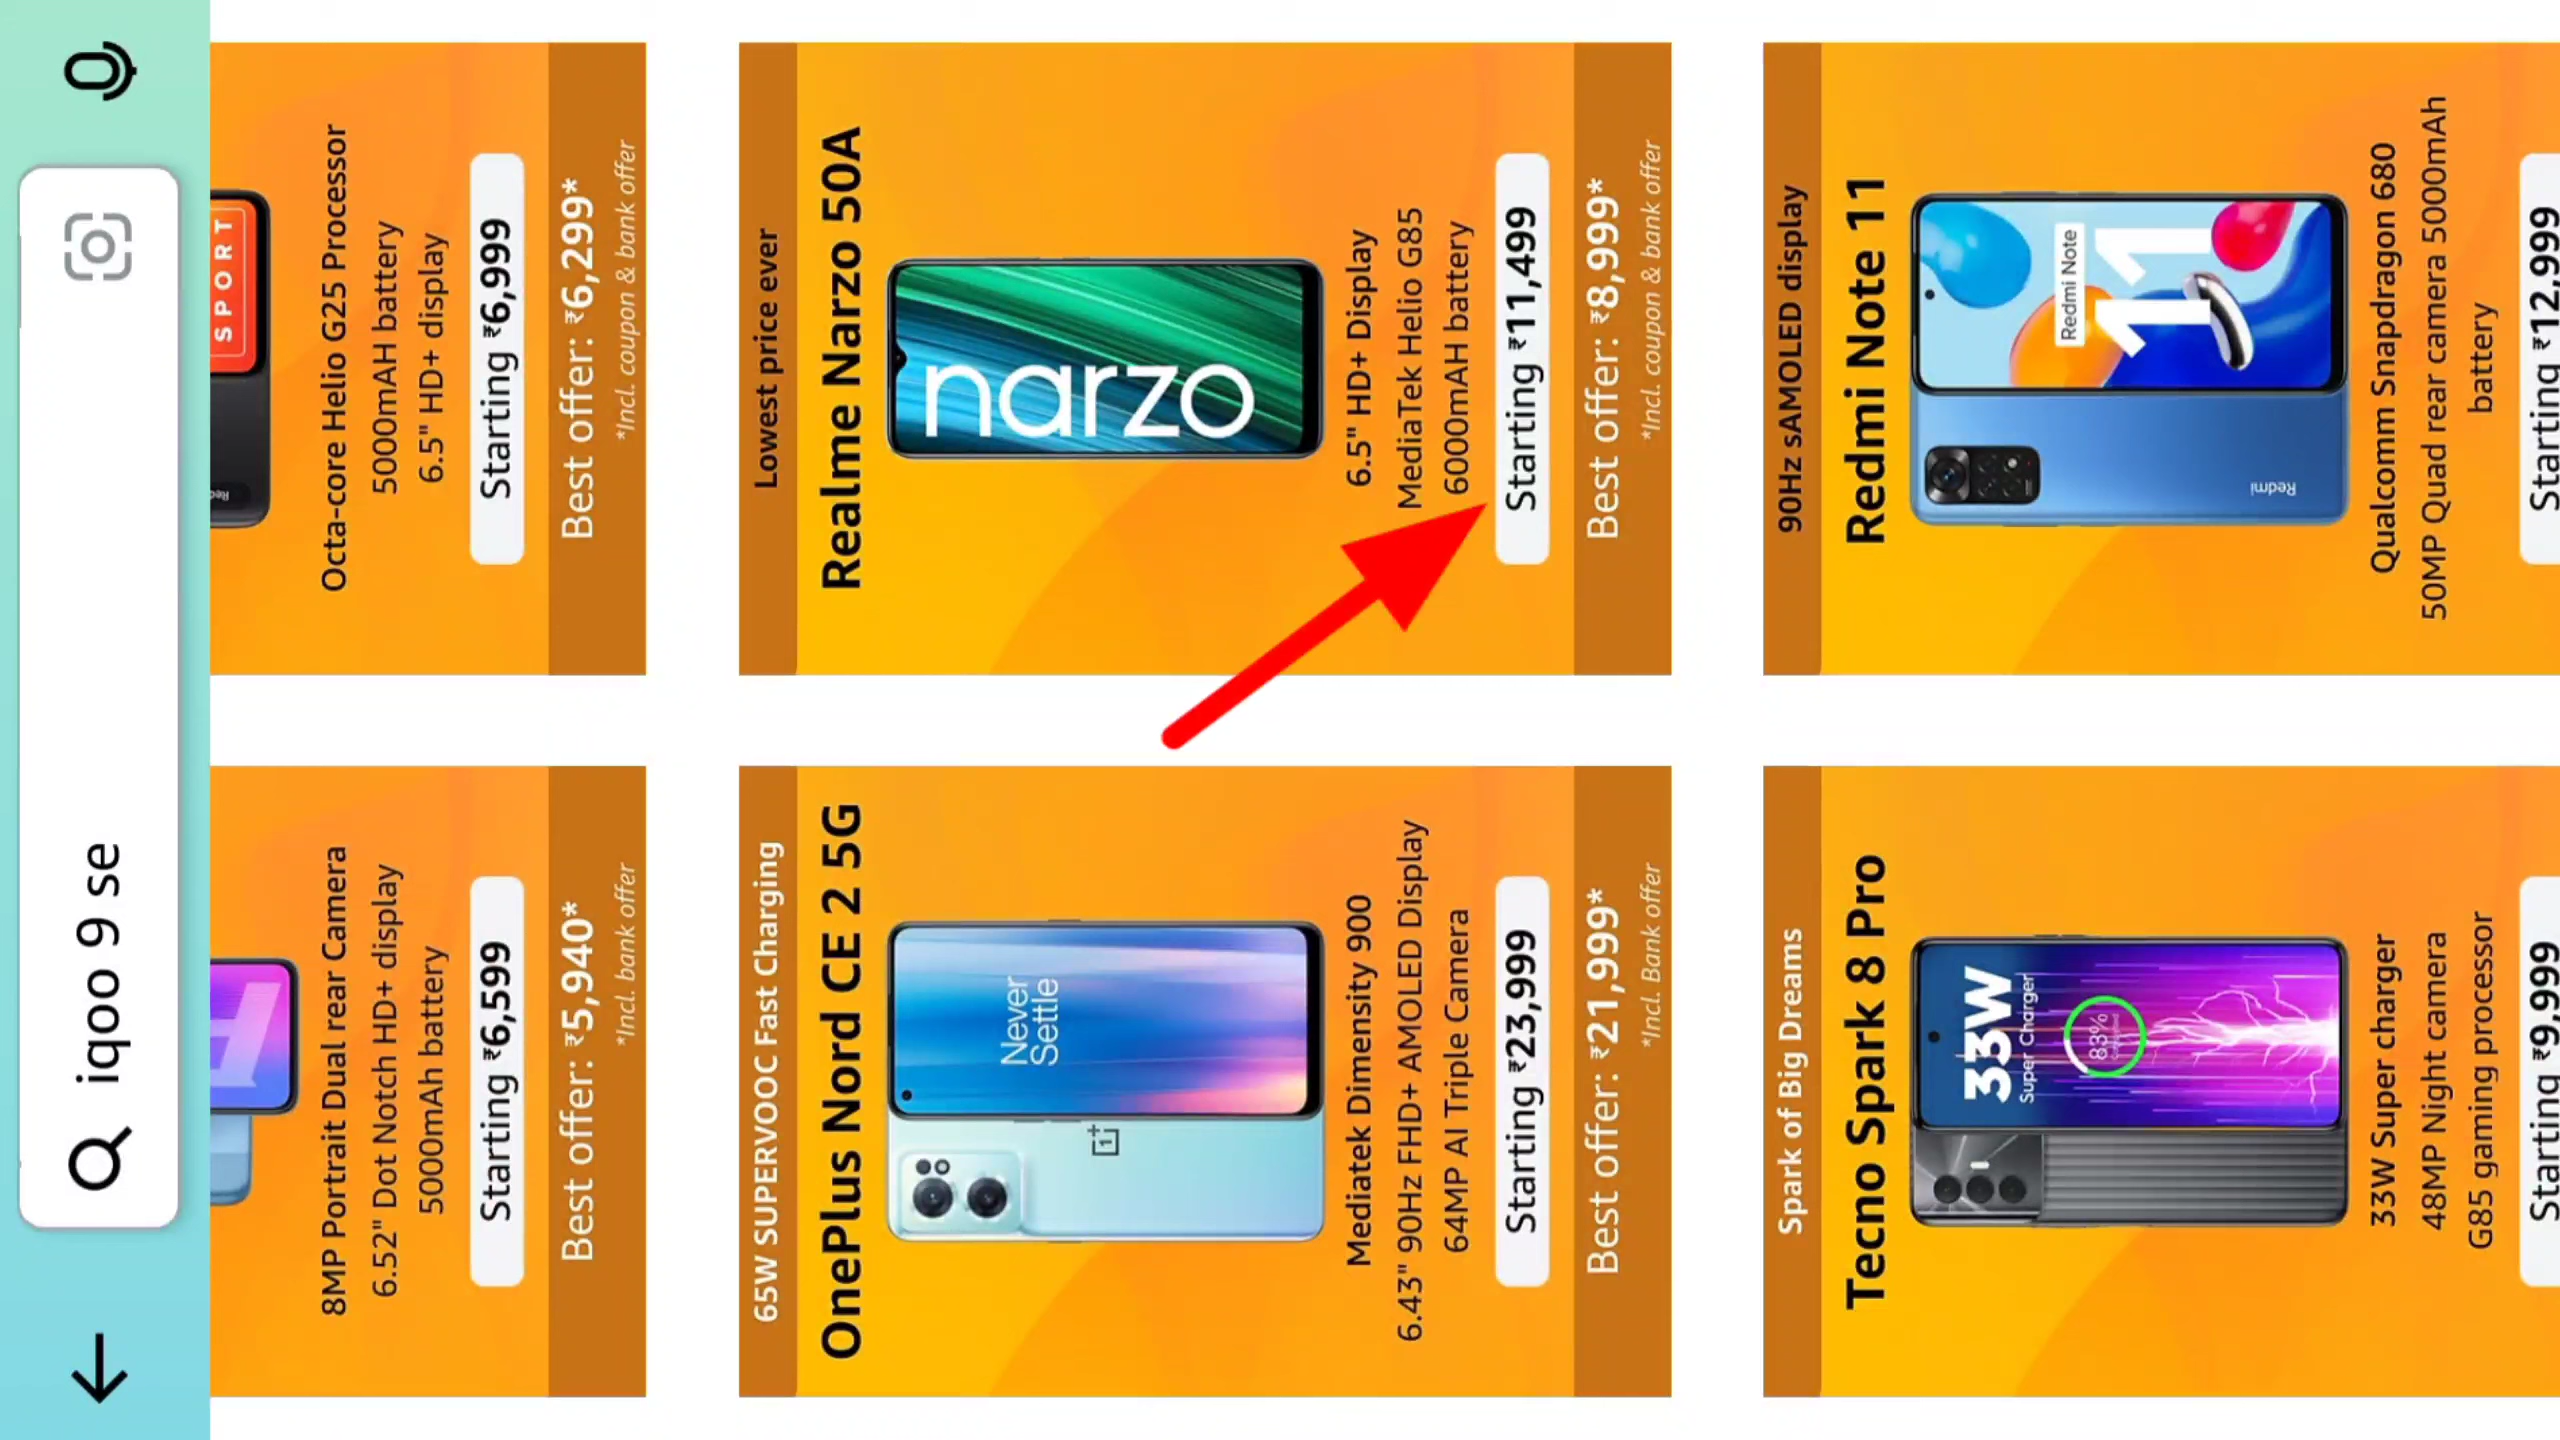 iqoo 9 se
8MP Portrait Dual rear Camera
6.52" Dot Notch HD+ display
5000mAh battery
Starting ₹6,599
Best offer: ₹5,940*
*Incl. bank offer
SPORT
Redmi
Octa-core Helio G25 Processor
5000mAH battery
6.5" HD+ display
Starting ₹6,999
Best offer: ₹6,299*
*Incl. coupon & bank offer
65W SUPERVOOC Fast Charging
OnePlus Nord CE 2 5G
Never
Settle
Mediatek Dimensity 900
6.43" 90Hz FHD+ AMOLED Display
64MP AI Triple Camera
Starting ₹23,999
Best offer: ₹21,999*
*Incl. Bank offer
Lowest price ever
Realme Narzo 50A
narzo
6.5" HD+ Display
MediaTek Helio G85
6000mAH battery
Starting ₹11,499
Best offer: ₹8,999*
*Incl. coupon & bank offer
Spark of Big Dreams
Tecno Spark 8 Pro
33W
Super Charger
83%
33W Super charger
48MP Night camera
G85 gaming processor
Starting ₹9,999
90Hz sAMOLED display
Redmi Note 11
Redmi Note
11
Redmi
Qualcomm Snapdragon 680
50MP Quad rear camera 5000mAh
battery
Starting ₹12,999